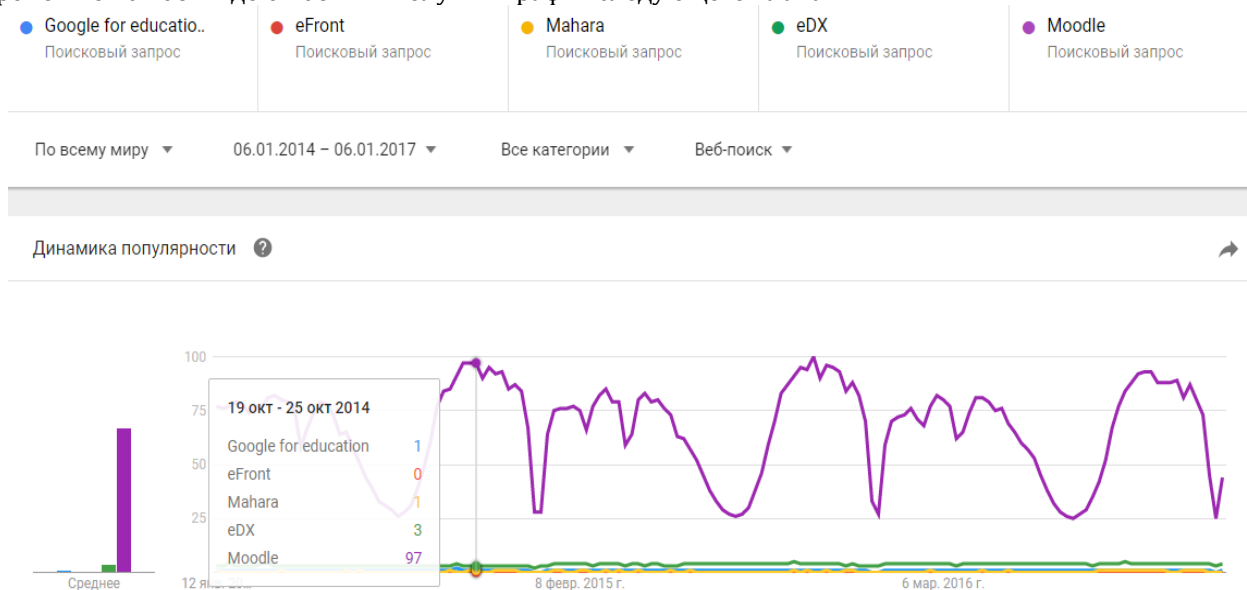 Google for educatio.. eFront Mahara eDX Moodle
Поисковый запрос Поисковый запрос Поисковый запрос Поисковый запрос Поисковый запрос
По всему миру 06.01.2014 – 06.01.2017 Все категории Веб-поиск
Динамика популярности ?
100
75
50
25
19 окт - 25 окт 2014
Google for education 1
eFront 0
Mahara 1
eDX 3
Moodle 97
Среднее 12 8 февр. 2015 г. 6 мар. 2016 г.